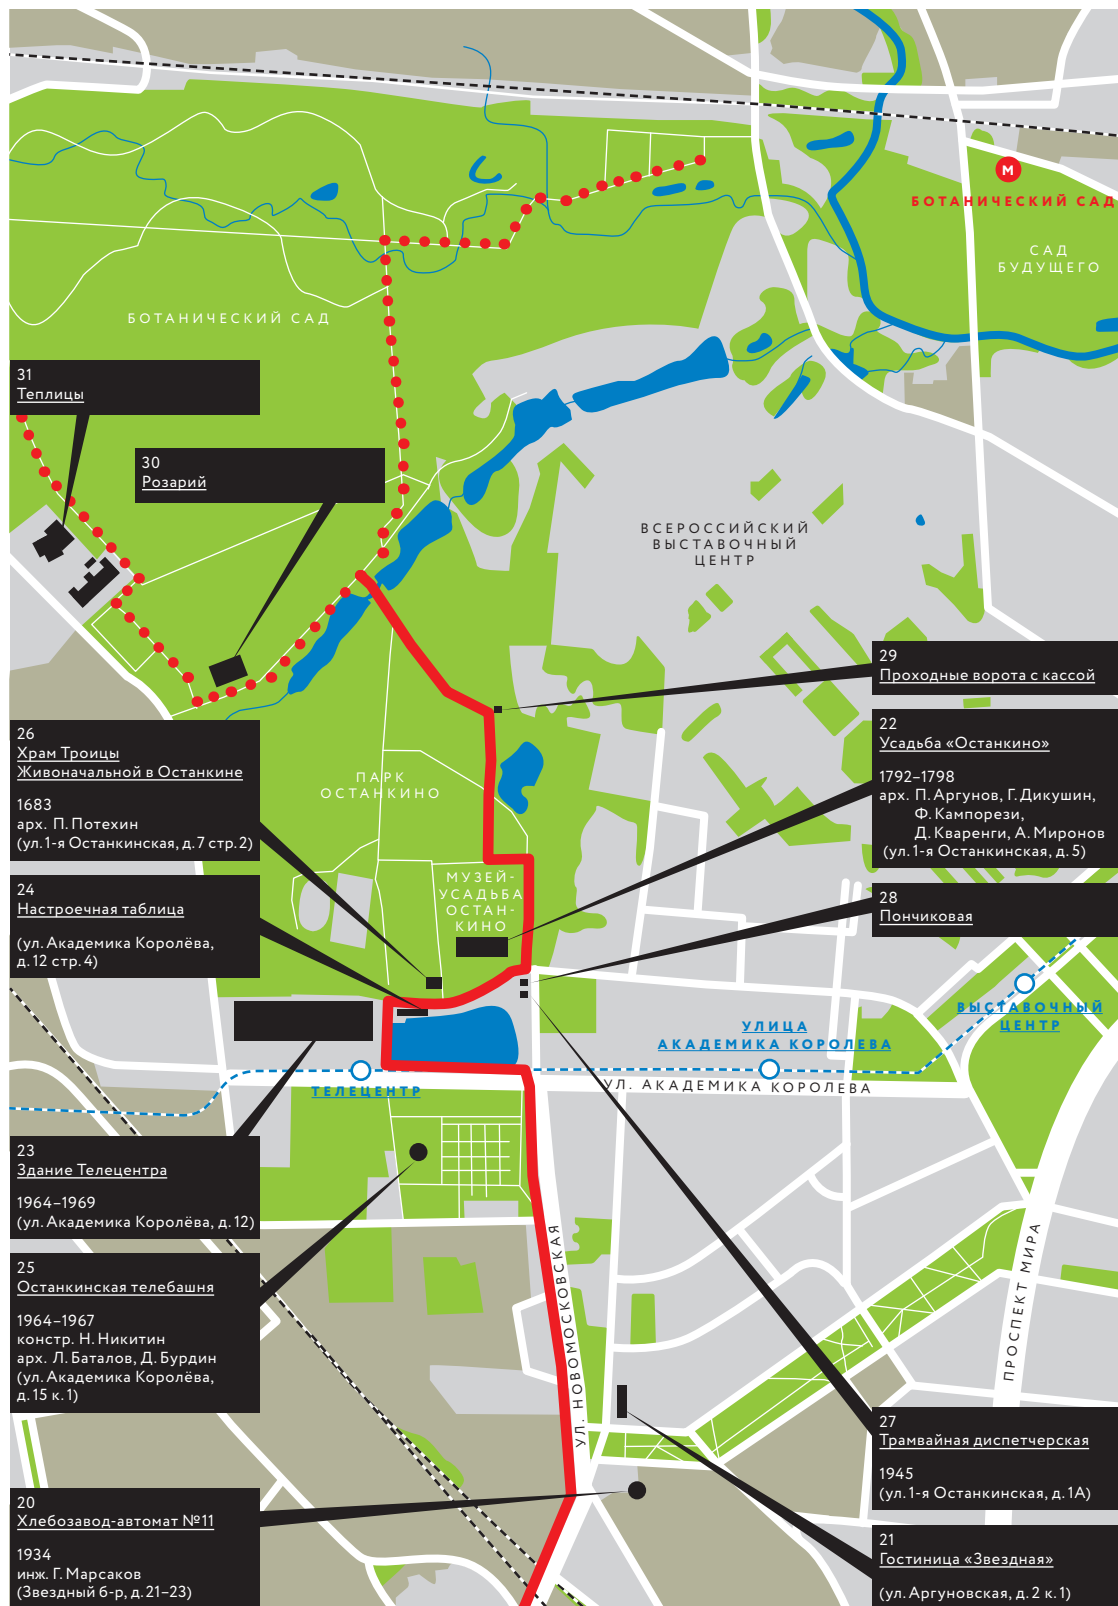 М
БОТАНИЧЕСКИЙ САД
САД
БУДУЩЕГО
БОТАНИЧЕСКИЙ САД
31
Теплицы
30
Розарий
ВСЕРОССИЙСКИЙ
ВЫСТАВОЧНЫЙ
ЦЕНТР
29
Проходные ворота с кассой
26
Храм Троицы
Живоначальной в Останкине
1683
арх. П. Потехин
(ул. 1-я Останкинская, д. 7 стр. 2)
22
Усадьба «Останкино»
1792–1798
арх. П. Аргунов, Г. Дикушин,
Ф. Кампорези,
Д. Кваренги, А. Миронов
(ул. 1-я Останкинская, д. 5)
ПАРК
ОСТАНКИНО
МУЗЕЙ-
УСАДЬБА
ОСТАН-
КИНО
24
Настроечная таблица
(ул. Академика Королёва,
д. 12 стр. 4)
28
Пончиковая
ВЫСТАВОЧНЫЙ
ЦЕНТР
УЛИЦА
АКАДЕМИКА КОРОЛЕВА
ТЕЛЕЦЕНТР
УЛ. АКАДЕМИКА КОРОЛЕВА
23
Здание Телецентра
1964–1969
(ул. Академика Королёва, д. 12)
25
Останкинская телебашня
1964–1967
констр. Н. Никитин
арх. Л. Баталов, Д. Бурдин
(ул. Академика Королёва,
д. 15 к. 1)
УЛ. НОВОМОСКОВСКАЯ
ПРОСПЕКТ МИРА
27
Трамвайная диспетчерская
1945
(ул. 1-я Останкинская, д. 1А)
20
Хлебозавод-автомат №11
1934
инж. Г. Марсаков
(Звездный б-р, д. 21–23)
21
Гостиница «Звездная»
(ул. Аргуновская, д. 2 к. 1)